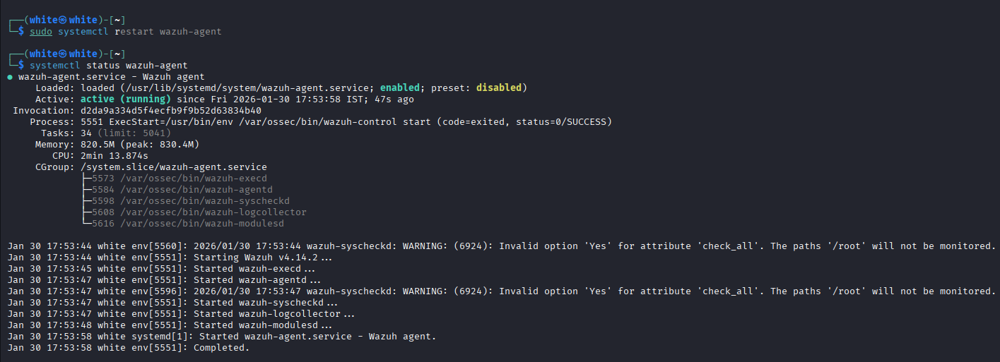 ┌──(white㉿white)-[~]
└─$ sudo systemctl restart wazuh-agent
┌──(white㉿white)-[~]
└─$ systemctl status wazuh-agent
● wazuh-agent.service - Wazuh agent
Loaded: loaded (/usr/lib/systemd/system/wazuh-agent.service; enabled; preset: disabled)
Active: active (running) since Fri 2026-01-30 17:53:58 IST; 47s ago
Invocation: d2da9a334d5f4ecfb9f9b52d63834b40
Process: 5551 ExecStart=/usr/bin/env /var/ossec/bin/wazuh-control start (code=exited, status=0/SUCCESS)
Tasks: 34 (limit: 5041)
Memory: 820.5M (peak: 830.4M)
CPU: 2min 13.874s
CGroup: /system.slice/wazuh-agent.service
├─5573 /var/ossec/bin/wazuh-execd
├─5584 /var/ossec/bin/wazuh-agentd
├─5598 /var/ossec/bin/wazuh-syscheckd
├─5608 /var/ossec/bin/wazuh-logcollector
└─5616 /var/ossec/bin/wazuh-modulesd
Jan 30 17:53:44 white env[5560]: 2026/01/30 17:53:44 wazuh-syscheckd: WARNING: (6924): Invalid option 'Yes' for attribute 'check_all'. The paths '/root' will not be monitored.
Jan 30 17:53:44 white env[5551]: Starting Wazuh v4.14.2...
Jan 30 17:53:45 white env[5551]: Started wazuh-execd...
Jan 30 17:53:47 white env[5551]: Started wazuh-agentd...
Jan 30 17:53:47 white env[5596]: 2026/01/30 17:53:47 wazuh-syscheckd: WARNING: (6924): Invalid option 'Yes' for attribute 'check_all'. The paths '/root' will not be monitored.
Jan 30 17:53:47 white env[5551]: Started wazuh-syscheckd...
Jan 30 17:53:47 white env[5551]: Started wazuh-logcollector...
Jan 30 17:53:48 white env[5551]: Started wazuh-modulesd...
Jan 30 17:53:58 white systemd[1]: Started wazuh-agent.service - Wazuh agent.
Jan 30 17:53:58 white env[5551]: Completed.